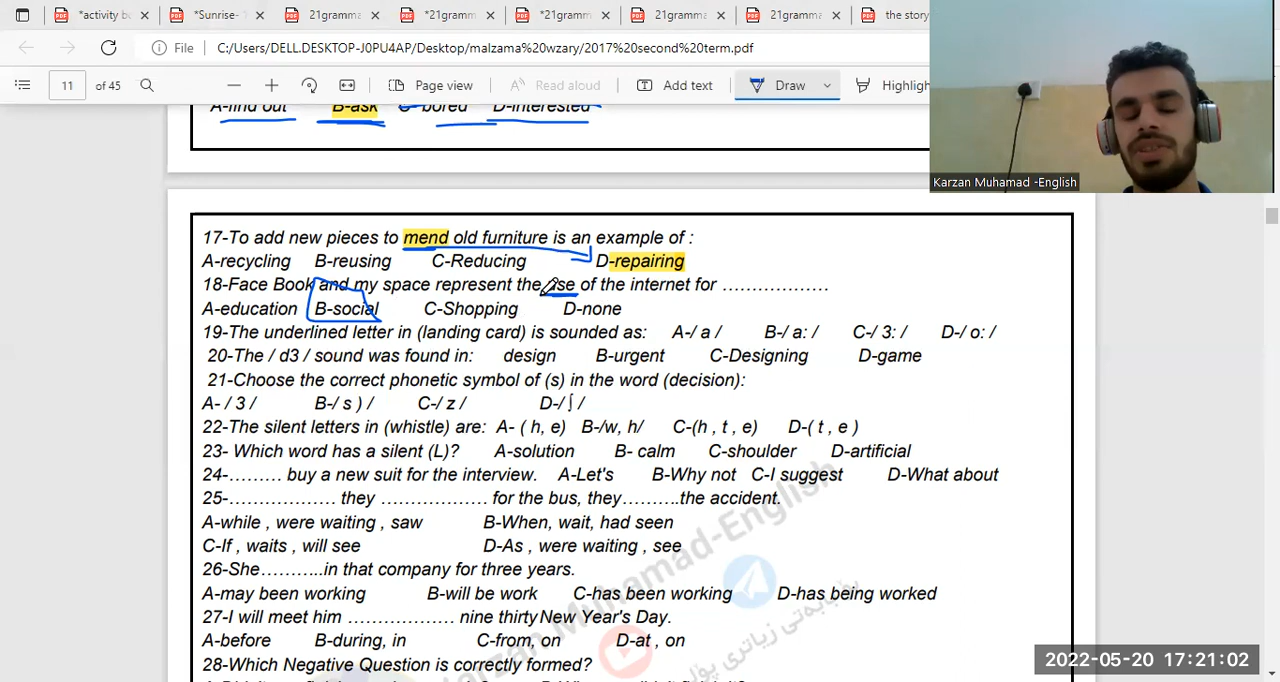 *activity b
*Sunrise-
21gramma
*21gramm
*21gramm
21gramma
21gramma
the story
File
C:/Users/DELL.DESKTOP-J0PU4AP/Desktop/malzama%20wzary/2017%20second%20term.pdf
11 of 45
Page view
Read aloud
Add text
Draw
Highligh
A-find out B-ask C-bored D-interested
Karzan Muhamad -English
17-To add new pieces to mend old furniture is an example of :
A-recycling B-reusing C-Reducing D-repairing
18-Face Book and my space represent the rise of the internet for ………………
A-education B-social C-Shopping D-none
19-The underlined letter in (landing card) is sounded as: A-/ a / B-/ a: / C-/ 3: / D-/ o: /
20-The / d3 / sound was found in: design B-urgent C-Designing D-game
21-Choose the correct phonetic symbol of (s) in the word (decision):
A- / 3 / B-/ s ) / C-/ z / D-/ ʃ /
22-The silent letters in (whistle) are: A- ( h, e) B-/w, h/ C-(h , t , e) D-( t , e )
23- Which word has a silent (L)? A-solution B- calm C-shoulder D-artificial
24-……… buy a new suit for the interview. A-Let's B-Why not C-I suggest D-What about
25-……………… they ……………… for the bus, they……….the accident.
A-while , were waiting , saw B-When, wait, had seen
C-If , waits , will see D-As , were waiting , see
26-She………..in that company for three years.
A-may been working B-will be work C-has been working D-has being worked
27-I will meet him ……………… nine thirty New Year's Day.
A-before B-during, in C-from, on D-at , on
28-Which Negative Question is correctly formed?
Karzan Muhamad-English
2022-05-20 17:21:02